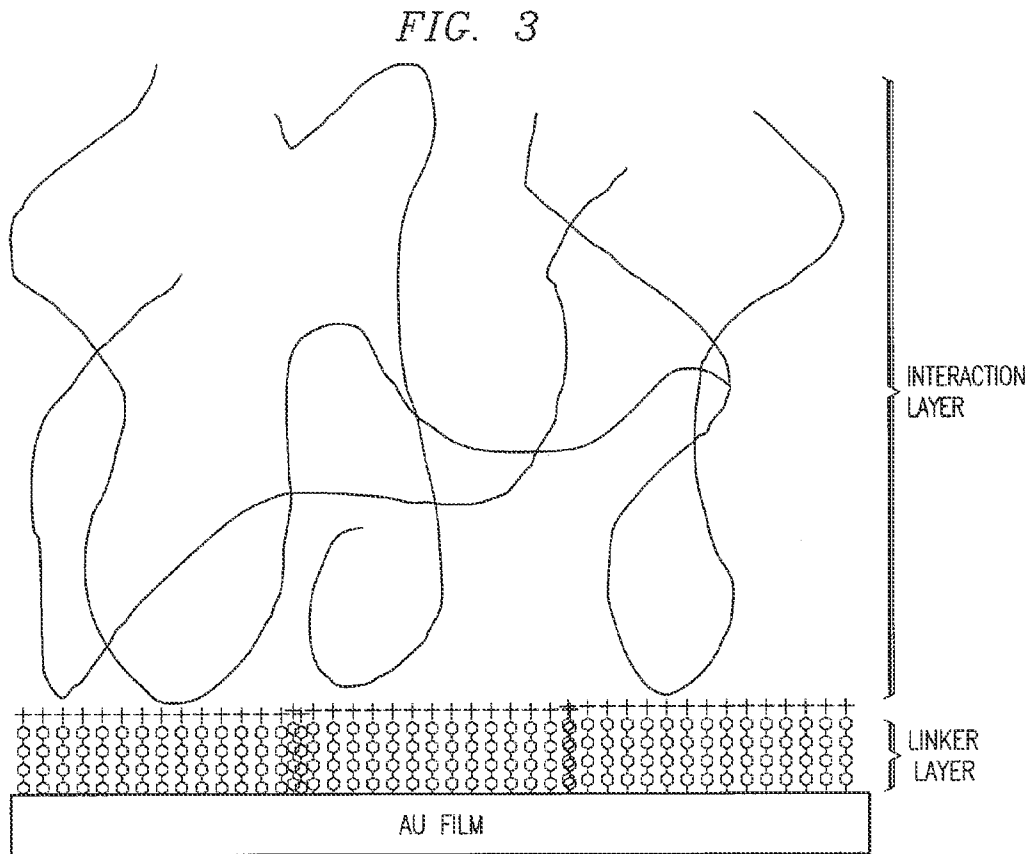 FIG. 3
INTERACTION
LAYER
LINKER
LAYER
AU FILM